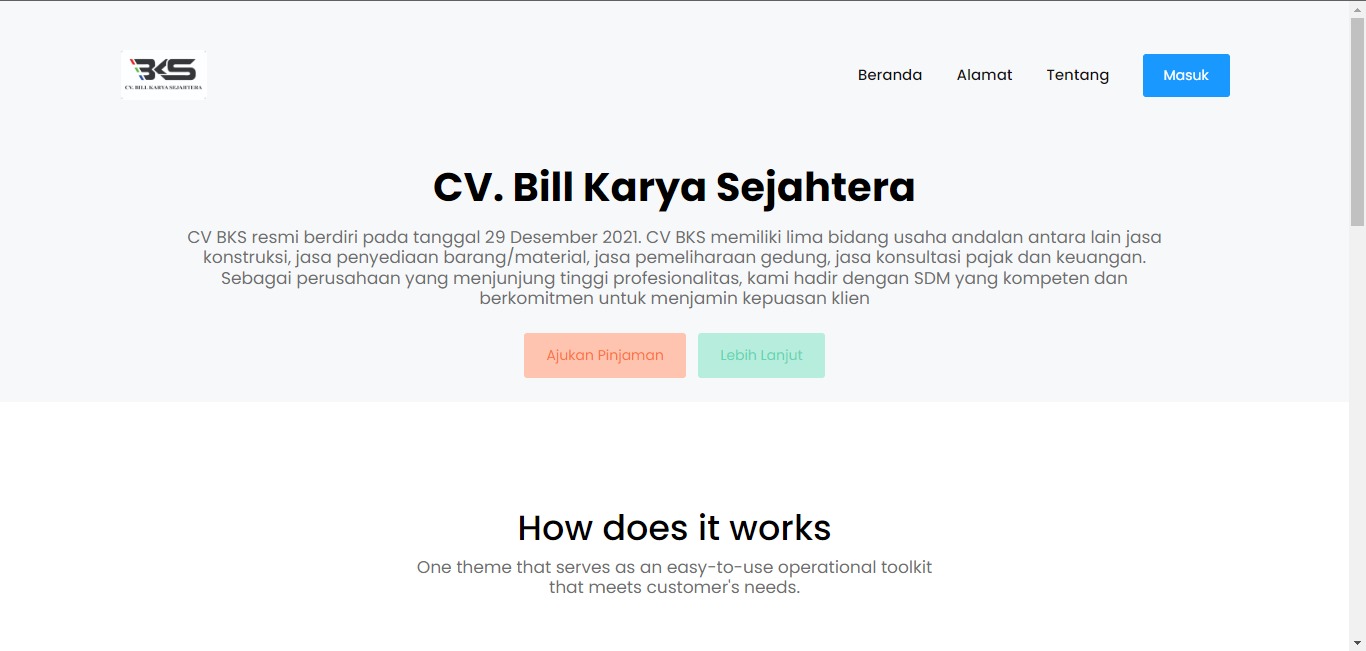 BKS
CV. BILL KARYA SEJAHTERA
Beranda
Alamat
Tentang
Masuk
CV. Bill Karya Sejahtera
CV BKS resmi berdiri pada tanggal 29 Desember 2021. CV BKS memiliki lima bidang usaha andalan antara lain jasa
konstruksi, jasa penyediaan barang/material, jasa pemeliharaan gedung, jasa konsultasi pajak dan keuangan.
Sebagai perusahaan yang menjunjung tinggi profesionalitas, kami hadir dengan SDM yang kompeten dan
berkomitmen untuk menjamin kepuasan klien
Ajukan Pinjaman
Lebih Lanjut
How does it works
One theme that serves as an easy-to-use operational toolkit
that meets customer's needs.